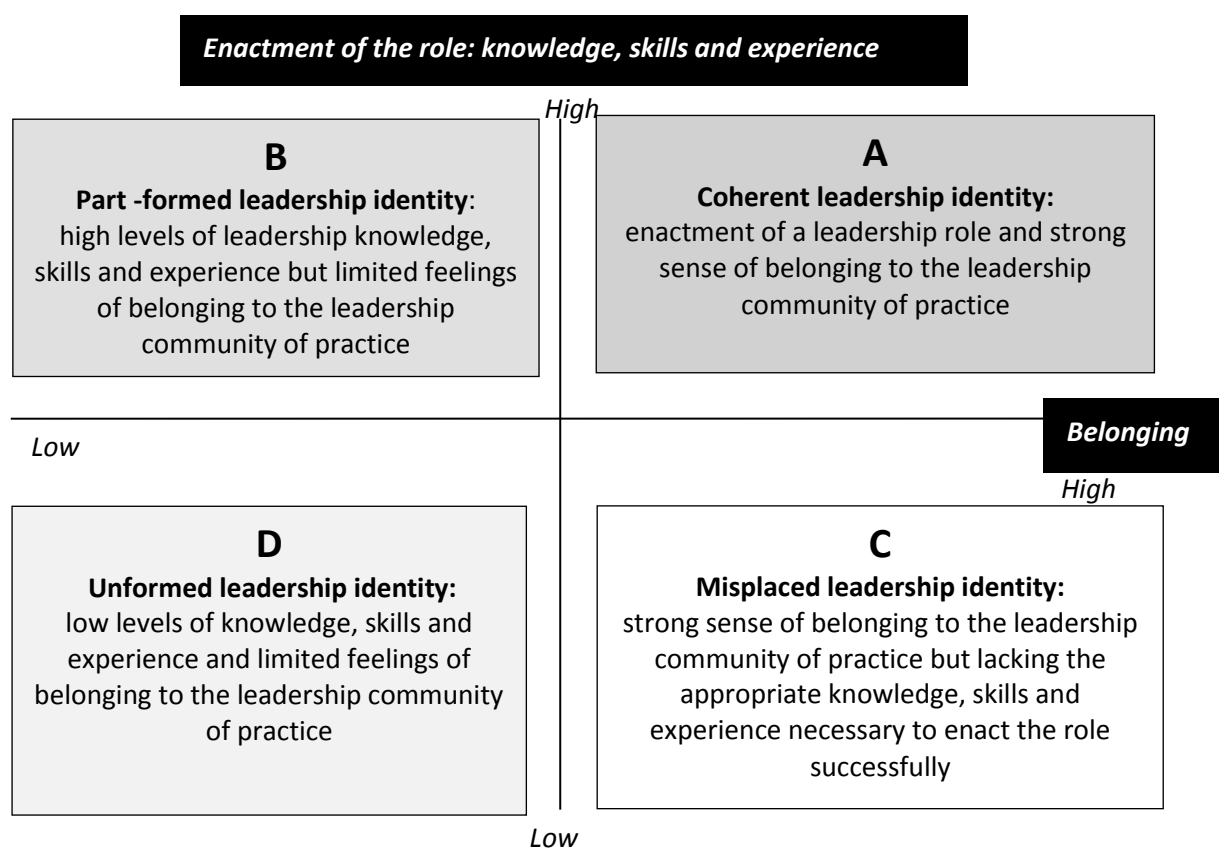 Enactment of the role: knowledge, skills and experience
High
B
Part -formed leadership identity:
high levels of leadership knowledge,
skills and experience but limited feelings
of belonging to the leadership
community of practice
A
Coherent leadership identity:
enactment of a leadership role and strong
sense of belonging to the leadership
community of practice
Low
Belonging
High
D
Unformed leadership identity:
low levels of knowledge, skills and
experience and limited feelings of
belonging to the leadership community
of practice
C
Misplaced leadership identity:
strong sense of belonging to the leadership
community of practice but lacking the
appropriate knowledge, skills and
experience necessary to enact the role
successfully
Low